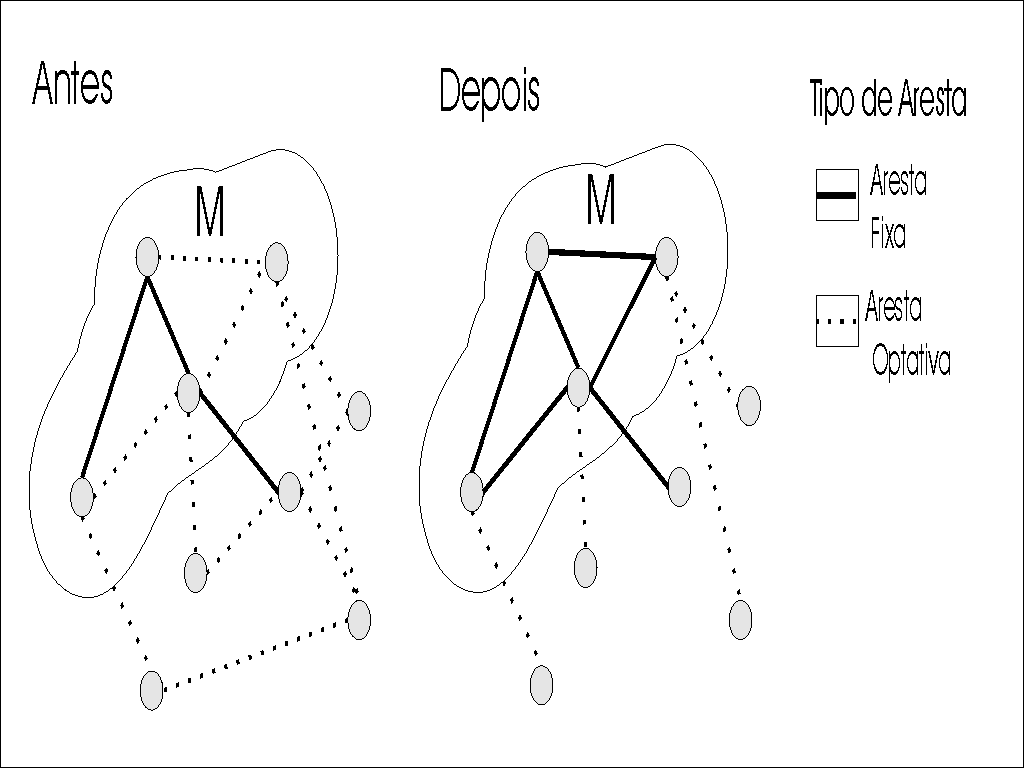 Antes
Depois
Tipo de Aresta
M
M
Aresta
Fixa
Aresta
Optativa